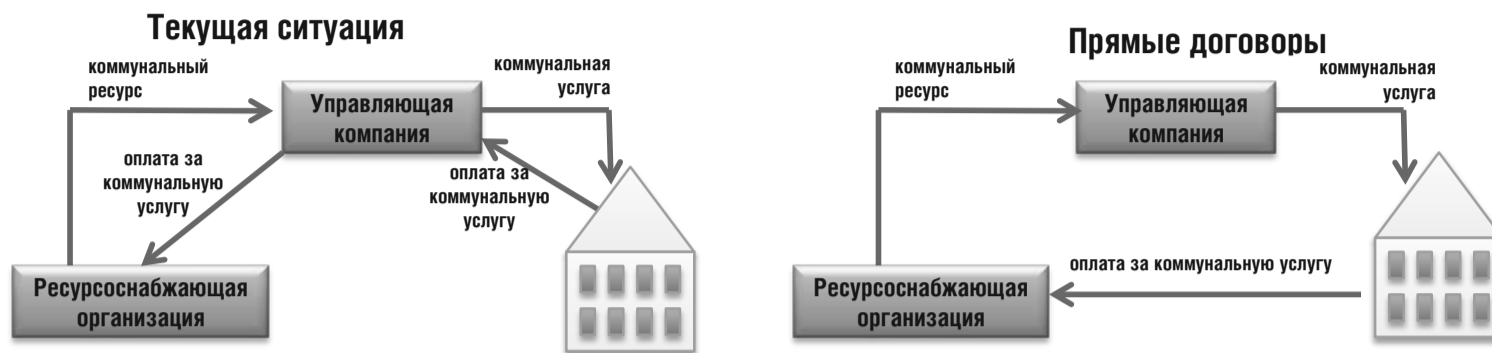 Текущая ситуация
коммунальный
ресурс
Управляющая
компания
коммунальная
услуга
оплата за
коммунальную
услугу
оплата за
коммунальную
услугу
Ресурсоснабжающая
организация
Прямые договоры
коммунальный
ресурс
Управляющая
компания
коммунальная
услуга
оплата за коммунальную услугу
Ресурсоснабжающая
организация